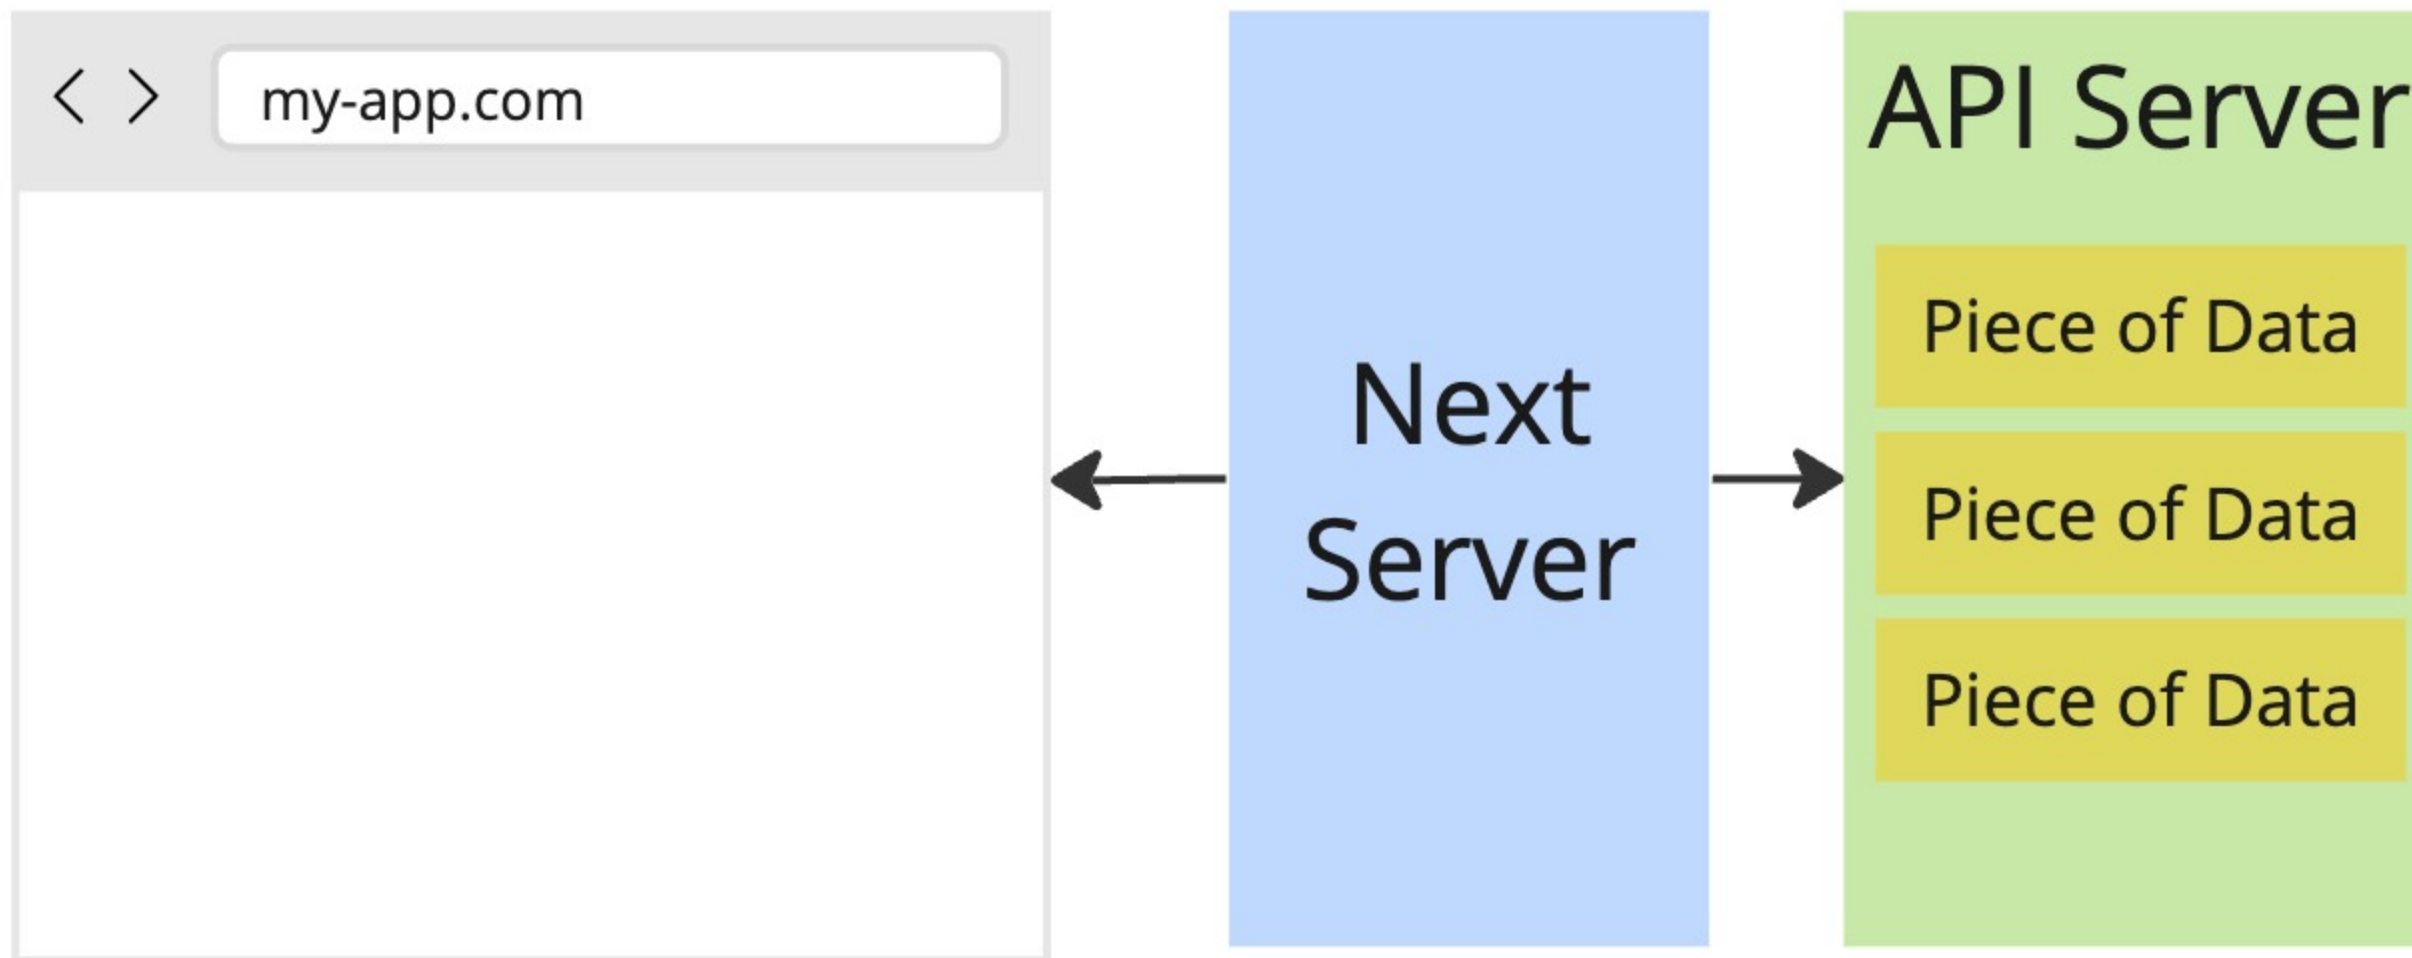 my-app.com
Next
Server
API Server
Piece of Data
Piece of Data
Piece of Data